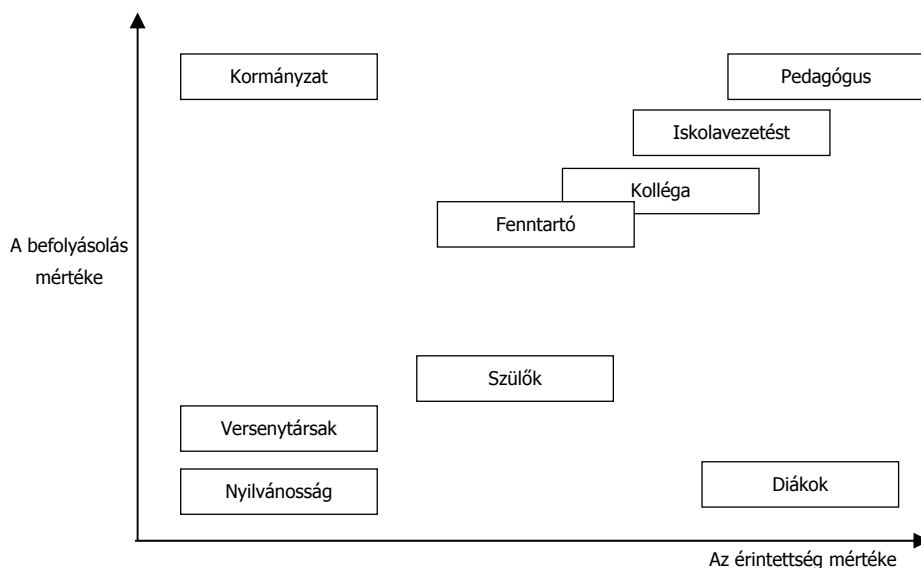 Kormányzat
Pedagógus
Iskolavezetést
Kolléga
Fenntartó
A befolyásolás
mértéke
Szülők
Versenytársak
Nyilvánosság
Diákok
Az érintettség mértéke